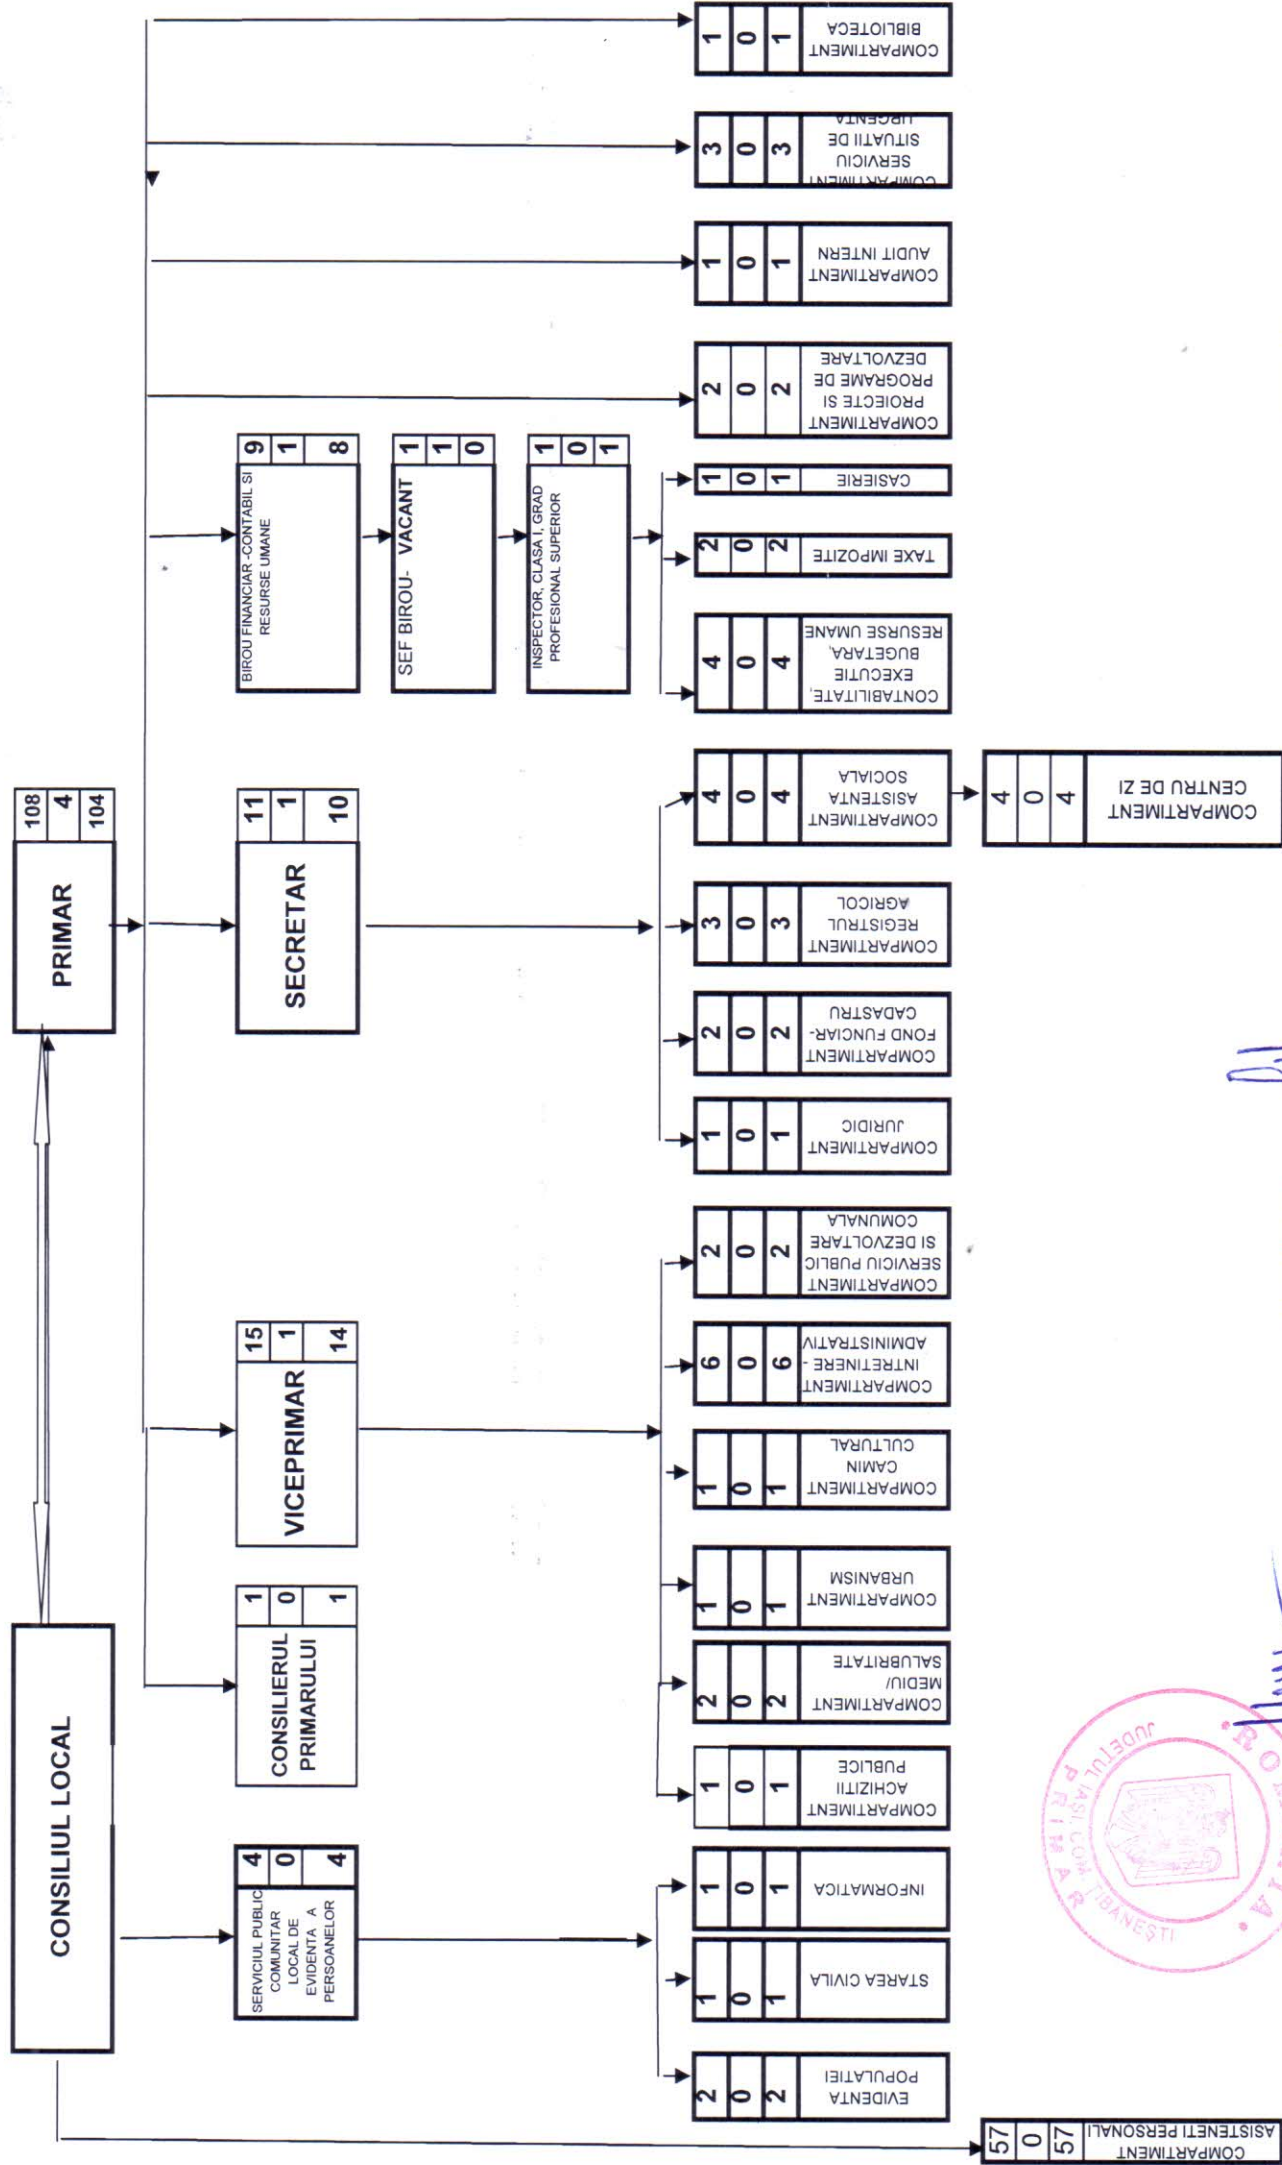 CONSILIUL LOCAL
PRIMAR
108
4
104
SERVICIUL PUBLIC
COMUNITAR
LOCAL DE
EVIDENTA A
PERSOANELOR
4
0
4
CONSILIERUL
PRIMARULUI
1
0
1
VICEPRIMAR
15
1
14
SECRETAR
11
1
10
BIROU FINANCIAR -CONTABIL SI
RESURSE UMANE
9
1
8
SEF BIROU- VACANT
1
1
0
INSPECTOR, CLASA I, GRAD
PROFESIONAL SUPERIOR
1
0
1
2
0
2
EVIDENTA
POPULATIEI
1
0
1
STAREA CIVILA
1
0
1
INFORMATICA
1
0
1
COMPARTIMENT
ACHIZITII
PUBLICE
2
0
2
COMPARTIMENT
MEDIU/
SALUBRITATE
1
0
1
COMPARTIMENT
URBANISM
1
0
1
COMPARTIMENT
CAMIN
CULTURAL
6
0
6
COMPARTIMENT
INTRETINERE -
ADMINISTRATIV
2
0
2
COMPARTIMENT
SERVICIU PUBLIC
SI DEZVOLTARE
COMUNALA
1
0
1
COMPARTIMENT
JURIDIC
2
0
2
COMPARTIMENT
FOND FUNCIAR-
CADASTRU
3
0
3
COMPARTIMENT
REGISTRUL
AGRICOL
4
0
4
COMPARTIMENT
ASISTENTA
SOCIALA
4
0
4
CONTABILITATE,
EXECUTIE
BUGETARA,
RESURSE UMANE
2
0
2
TAXE IMPOZITE
1
0
1
CASIERIE
2
0
2
COMPARTIMENT
PROIECTE SI
PROGRAME DE
DEZVOLTARE
1
0
1
COMPARTIMENT
AUDIT INTERN
3
0
3
COMPARTIMENT
SERVICIU
SITUATII DE
URGENTA
1
0
1
COMPARTIMENT
BIBLIOTECA
57
0
57
COMPARTIMENT
ASISTENETI PERSONALI
4
0
4
COMPARTIMENT
CENTRU DE ZI
ROMÂNIA
JUDEȚUL IAȘI, COM. ȚIBĂNEȘTI
PRIMAR